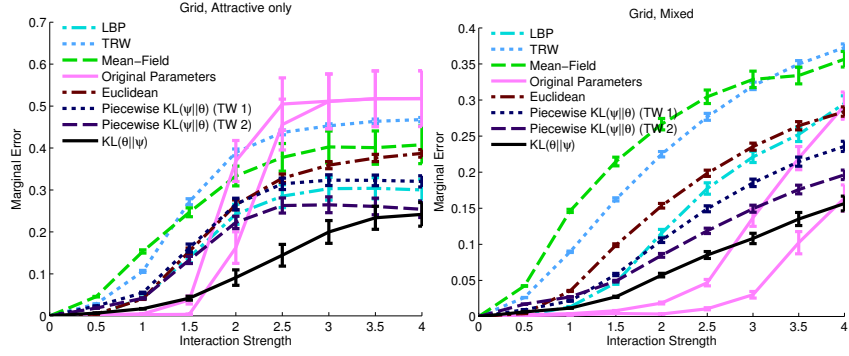 Grid, Attractive only
0.7
0.6
0.5
0.4
0.3
0.2
0.1
0
Marginal Error
LBP
TRW
Mean-Field
Original Parameters
Euclidean
Piecewise KL(ψ||θ) (TW 1)
Piecewise KL(ψ||θ) (TW 2)
KL(θ||ψ)
0 0.5 1 1.5 2 2.5 3 3.5 4
Interaction Strength
Grid, Mixed
0.4
0.35
0.3
0.25
0.2
0.15
0.1
0.05
0
Marginal Error
LBP
TRW
Mean-Field
Original Parameters
Euclidean
Piecewise KL(ψ||θ) (TW 1)
Piecewise KL(ψ||θ) (TW 2)
KL(θ||ψ)
0 0.5 1 1.5 2 2.5 3 3.5 4
Interaction Strength